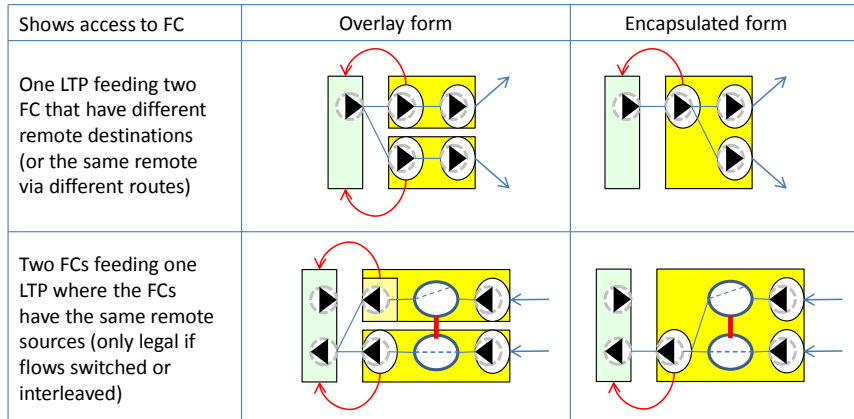 Shows access to FC
Overlay form
Encapsulated form
One LTP feeding two
FC that have different
remote destinations
(or the same remote
via different routes)
Two FCs feeding one
LTP where the FCs
have the same remote
sources (only legal if
flows switched or
interleaved)